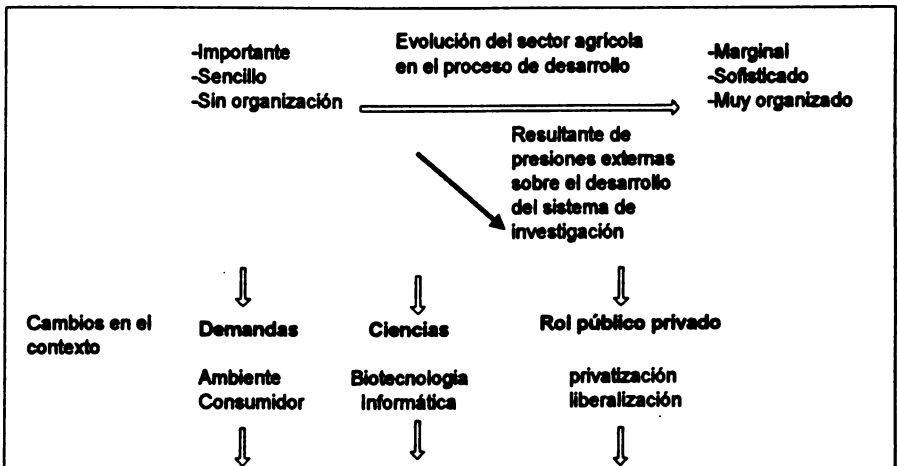 -Importante
-Sencillo
-Sin organización
Evolución del sector agrícola
en el proceso de desarrollo
-Marginal
-Sofisticado
-Muy organizado
Resultante de
presiones externas
sobre el desarrollo
del sistema de
investigación
Cambios en el
contexto
Demandas
Ciencias
Rol público privado
Ambiente
Consumidor
Biotecnologia
Informática
privatización
liberalización